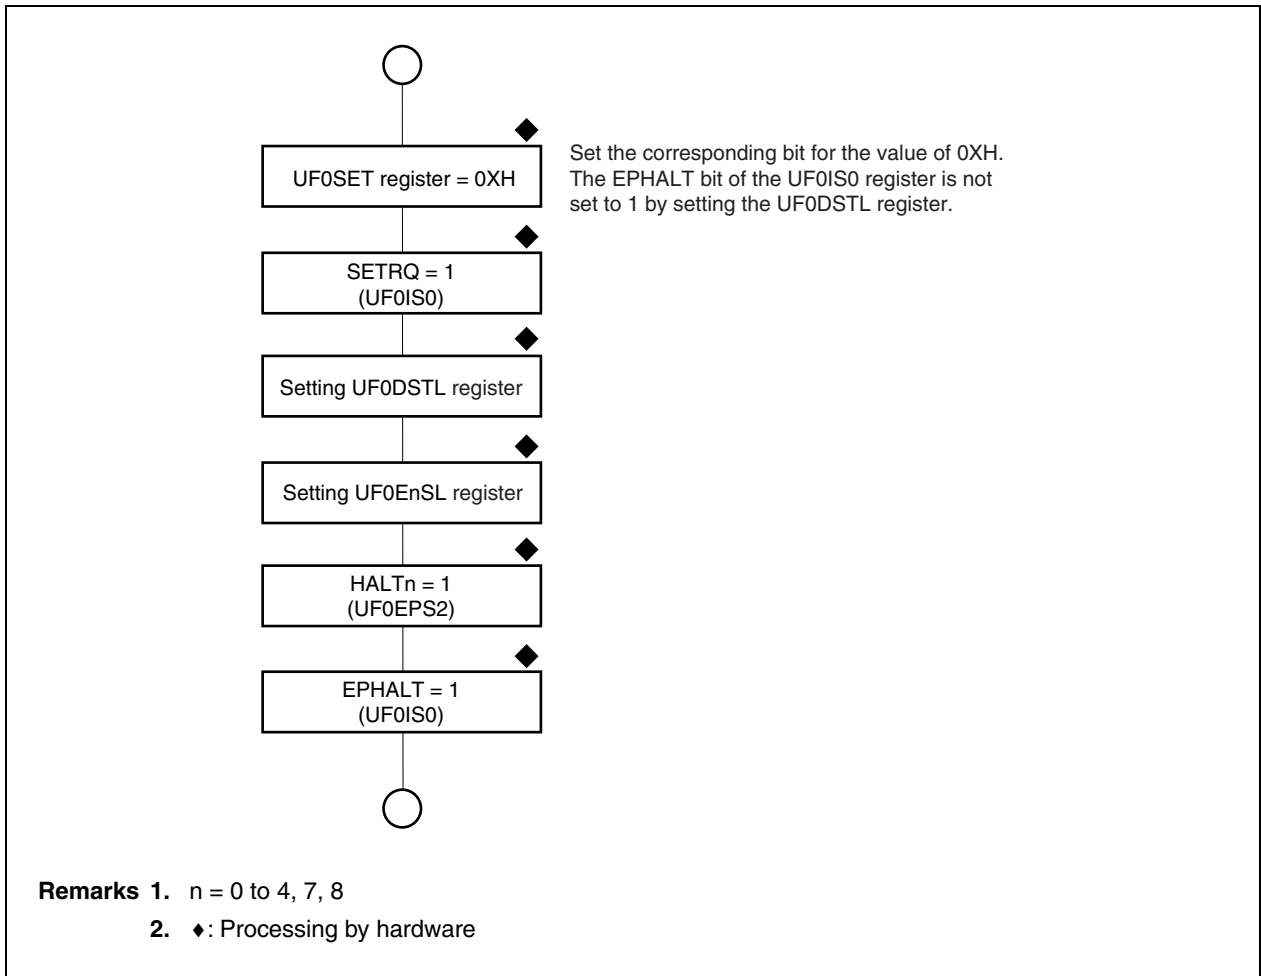 UF0SET register = 0XH
Set the corresponding bit for the value of 0XH.
The EPHALT bit of the UF0IS0 register is not
set to 1 by setting the UF0DSTL register.
SETRQ = 1
(UF0IS0)
Setting UF0DSTL register
Setting UF0EnSL register
HALTn = 1
(UF0EPS2)
EPHALT = 1
(UF0IS0)
Remarks 1. n = 0 to 4, 7, 8
2. ♦: Processing by hardware